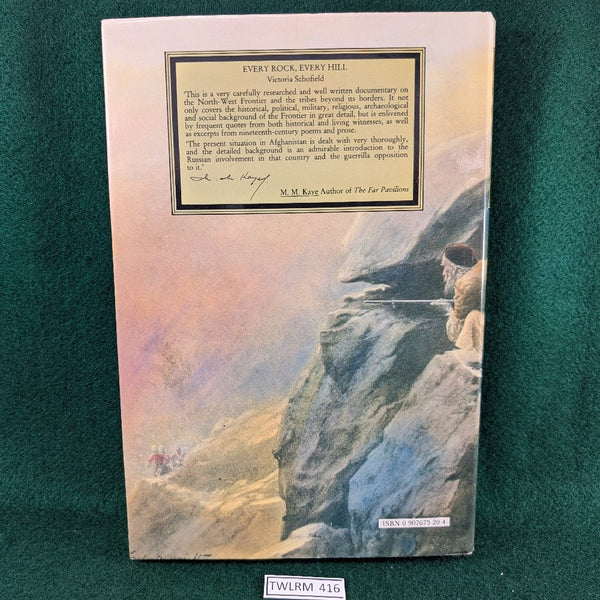 EVERY ROCK, EVERY HILL
Victoria Schofield
'This is a very carefully researched and well written documentary on
the North-West Frontier and the tribes beyond its borders. It not
only covers the historical, political, military, religious, archaeological
and social background of the Frontier in great detail, but is enlivened
by frequent quotes from both historical and living witnesses, as well
as excerpts from nineteenth-century poems and prose.
'The present situation in Afghanistan is dealt with very thoroughly,
and the detailed background is an admirable introduction to the
Russian involvement in that country and the guerrilla opposition
to it.'
M. M. Kaye
M. M. Kaye Author of The Far Pavilions
ISBN 0 907675 20 4
TWLRM 416